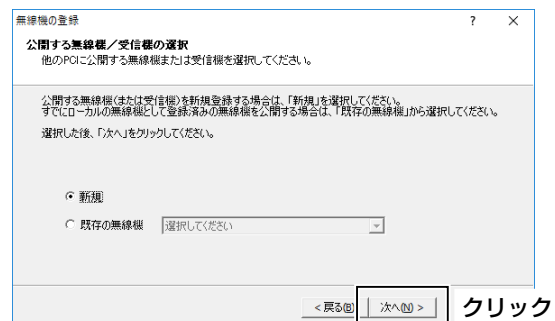 無線機の登録 ? ×
公開する無線機／受信機の選択
他のPCに公開する無線機または受信機を選択してください。
公開する無線機(または受信機)を新規登録する場合は、「新規」を選択してください。
すでにローカルの無線機として登録済みの無線機を公開する場合は、「既存の無線機」から選択してください。
選択した後、「次へ」をクリックしてください。
新規
既存の無線機 選択してください
< 戻る(B) 次へ(N) > クリック